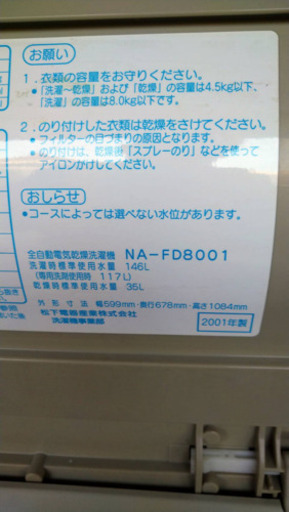 お願い
1.衣類の容量をお守りください。
●「洗濯~乾燥」および「乾燥」の容量は4.5kg以下、
「洗濯」の容量は8.0kg以下です。
2.のり付けした衣類は乾燥をさけてください。
●フィルターの目づまりの原因となります。
●のり付けは、乾燥後「スプレーのり」などを使って
アイロンがけしてください。
おしらせ
●コースによっては選べない水位があります。
全自動電気乾燥洗濯機 NA-FD8001
洗濯時標準使用水量 146L
(専用洗剤使用時 117L)
乾燥時標準使用水量 35L
外形寸法 幅599mm・奥行678mm・高さ1084mm
松下電器産業株式会社
洗濯機事業部
2001年製